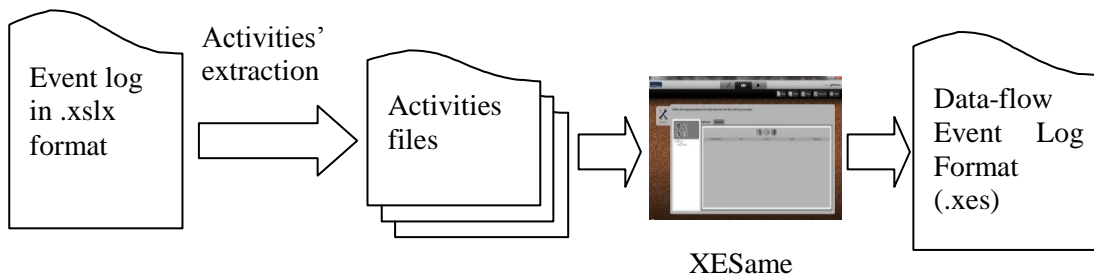 Event log
in .xslx
format
Activities’
extraction
Activities
files
XESame
Data-flow
Event Log
Format
(.xes)